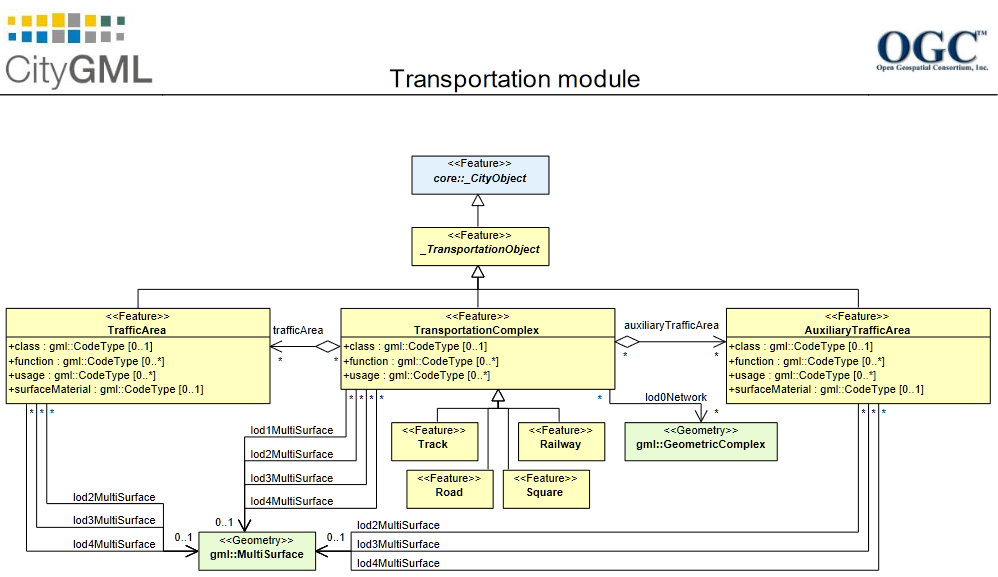 CityGML
OGC™
Open Geospatial Consortium, Inc.
Transportation module
<<Feature>>
core::_CityObject
<<Feature>>
_TransportationObject
<<Feature>>
TrafficArea
+class : gml::CodeType [0..1]
+function : gml::CodeType [0..*]
+usage : gml::CodeType [0..*]
+surfaceMaterial : gml::CodeType [0..1]
trafficArea
* *
<<Feature>>
TransportationComplex
+class : gml::CodeType [0..1]
+function : gml::CodeType [0..*]
+usage : gml::CodeType [0..*]
auxiliaryTrafficArea
* *
<<Feature>>
AuxiliaryTrafficArea
+class : gml::CodeType [0..1]
+function : gml::CodeType [0..*]
+usage : gml::CodeType [0..*]
+surfaceMaterial : gml::CodeType [0..1]
* * *
* * * *
*
lod0Network
*
* * *
<<Feature>>
Track
<<Feature>>
Railway
<<Geometry>>
gml::GeometricComplex
<<Feature>>
Road
<<Feature>>
Square
lod1MultiSurface
lod2MultiSurface
lod3MultiSurface
lod4MultiSurface
0..1
lod2MultiSurface
lod3MultiSurface
lod4MultiSurface
0..1
<<Geometry>>
gml::MultiSurface
0..1
lod2MultiSurface
lod3MultiSurface
lod4MultiSurface